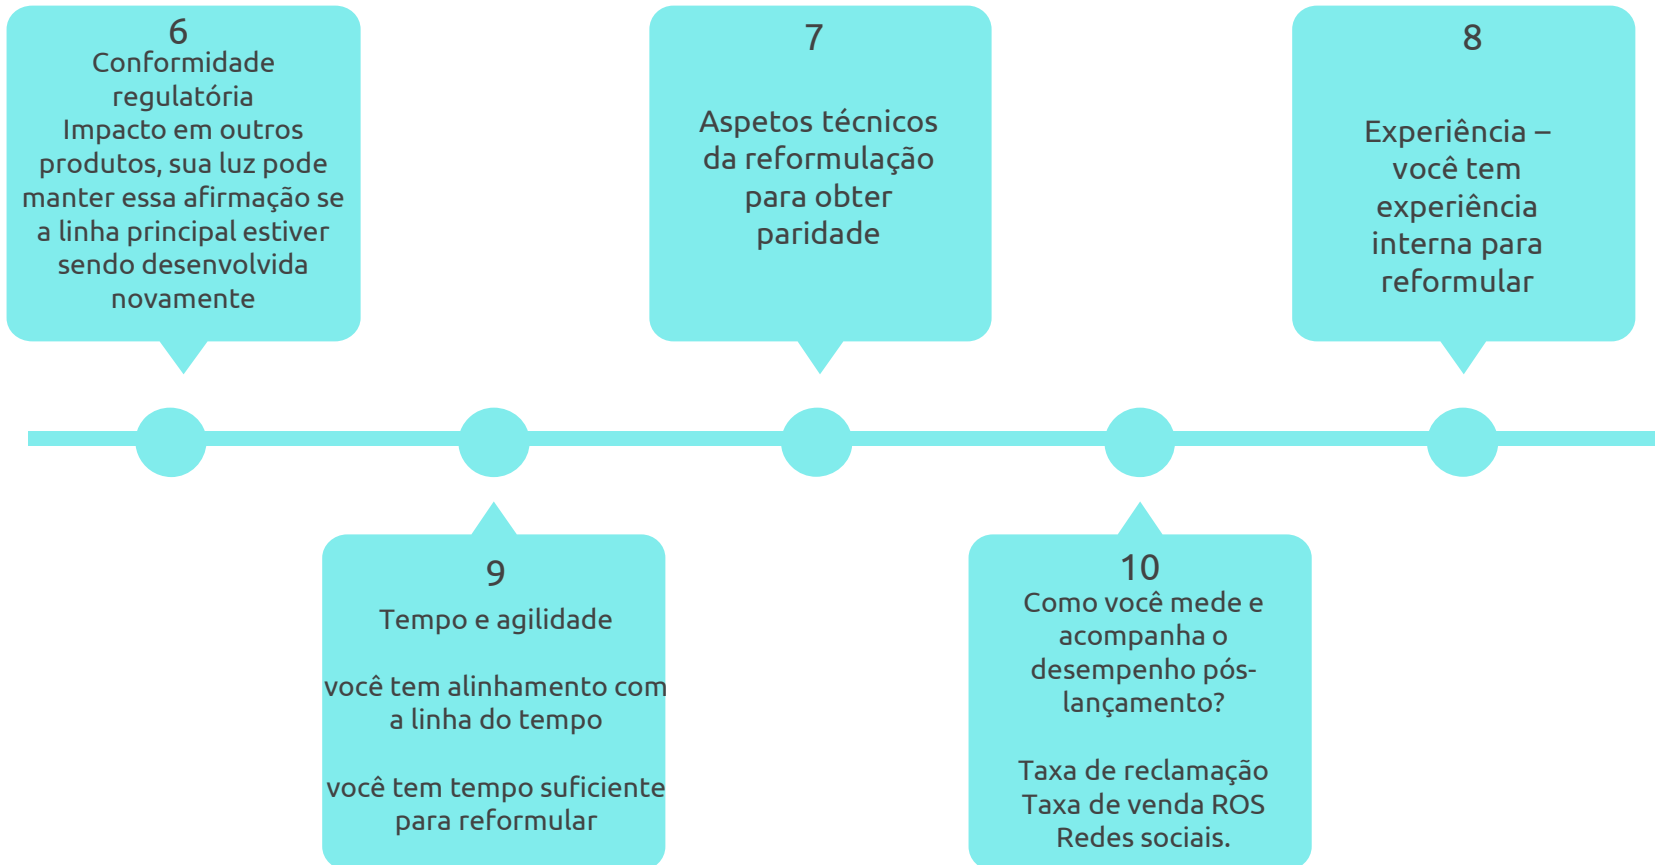 6
Conformidade
regulatória
Impacto em outros
produtos, sua luz pode
manter essa afirmação se
a linha principal estiver
sendo desenvolvida
novamente
7
Aspetos técnicos
da reformulação
para obter
paridade
8
Experiência –
você tem
experiência
interna para
reformular
9
Tempo e agilidade
você tem alinhamento com
a linha do tempo
você tem tempo suficiente
para reformular
10
Como você mede e
acompanha o
desempenho pós-
lançamento?
Taxa de reclamação
Taxa de venda ROS
Redes sociais.